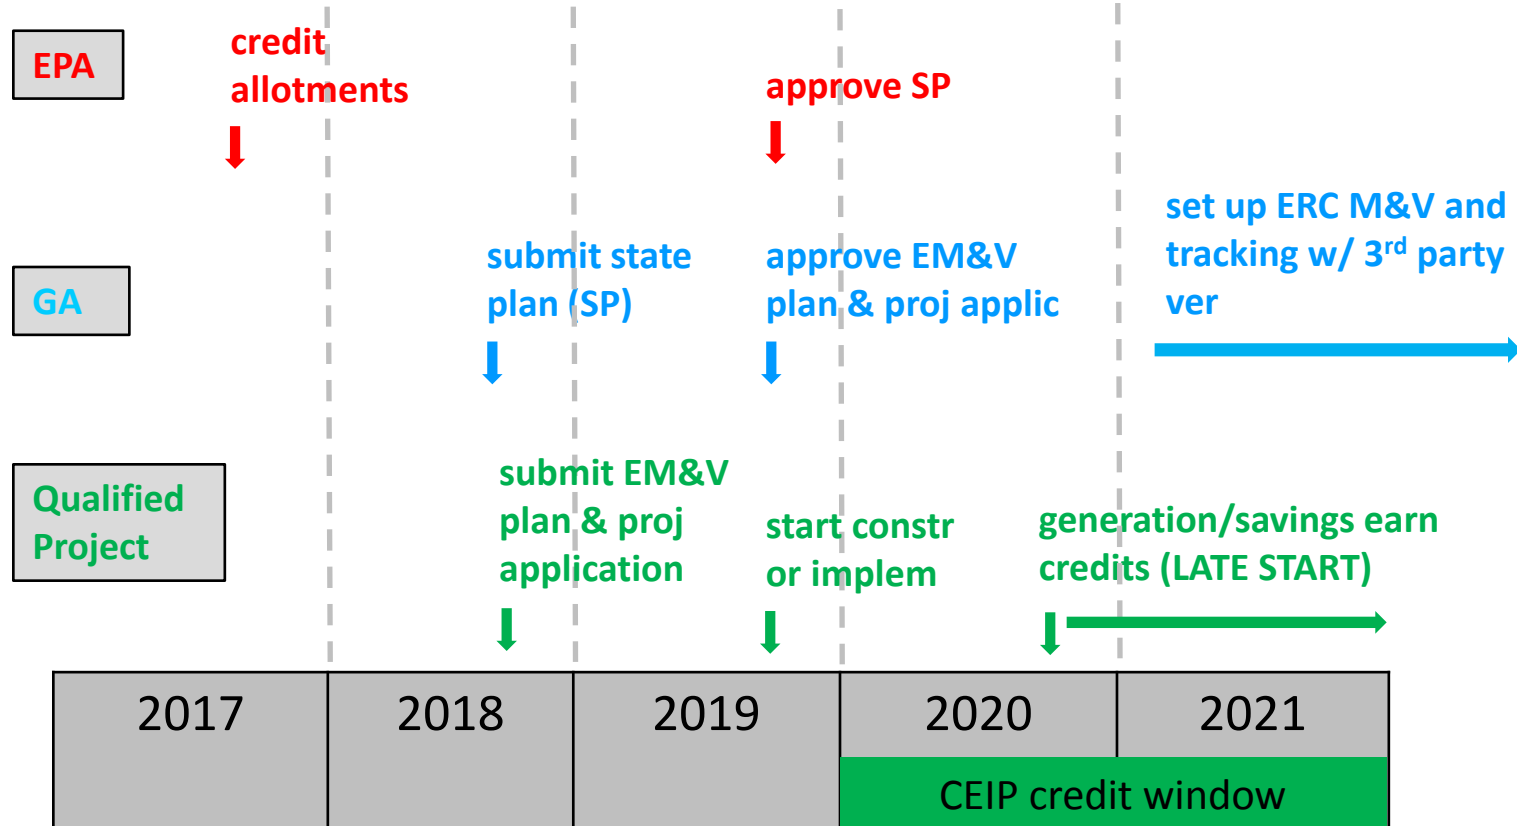 EPA
credit
allotments
approve SP
GA
submit state
plan (SP)
approve EM&V
plan & proj applic
set up ERC M&V and
tracking w/ 3rd party
ver
Qualified
Project
submit EM&V
plan & proj
application
start constr
or implem
generation/savings earn
credits (LATE START)
2017
2018
2019
2020
2021
CEIP credit window